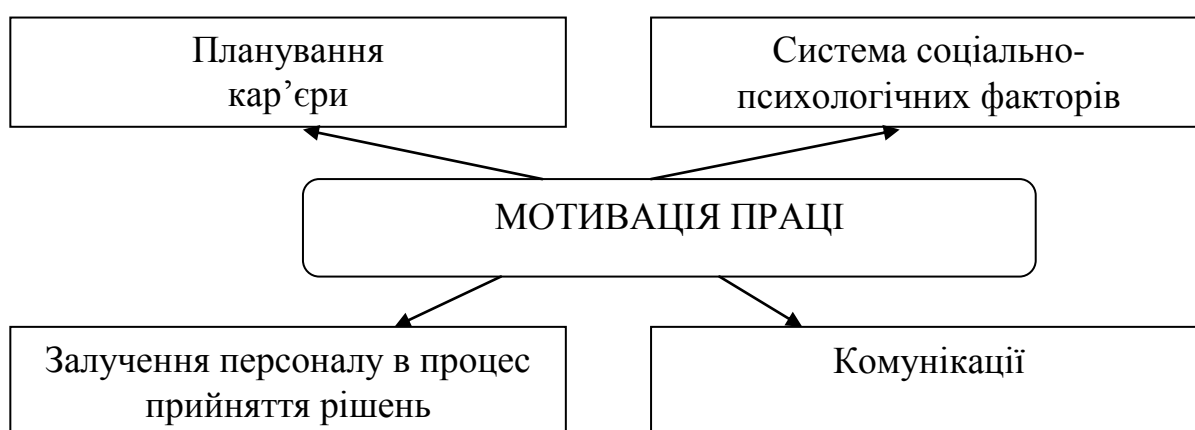 Планування
кар’єри
Система соціально-
психологічних факторів
МОТИВАЦІЯ ПРАЦІ
Залучення персоналу в процес
прийняття рішень
Комунікації